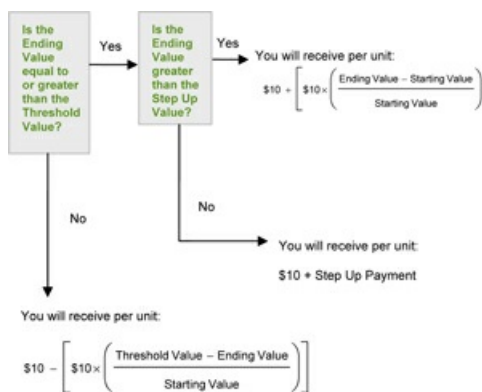 Is the
Ending
Value
equal to
or greater
than the
Threshold
Value?
Yes
Is the
Ending
Value
greater
than the
Step Up
Value?
Yes
You will receive per unit:
$10 + [ $10 × ( Ending Value – Starting Value
Starting Value )
No
No
You will receive per unit:
$10 + Step Up Payment
You will receive per unit:
$10 – [ $10 × ( Threshold Value – Ending Value
Starting Value ) ]